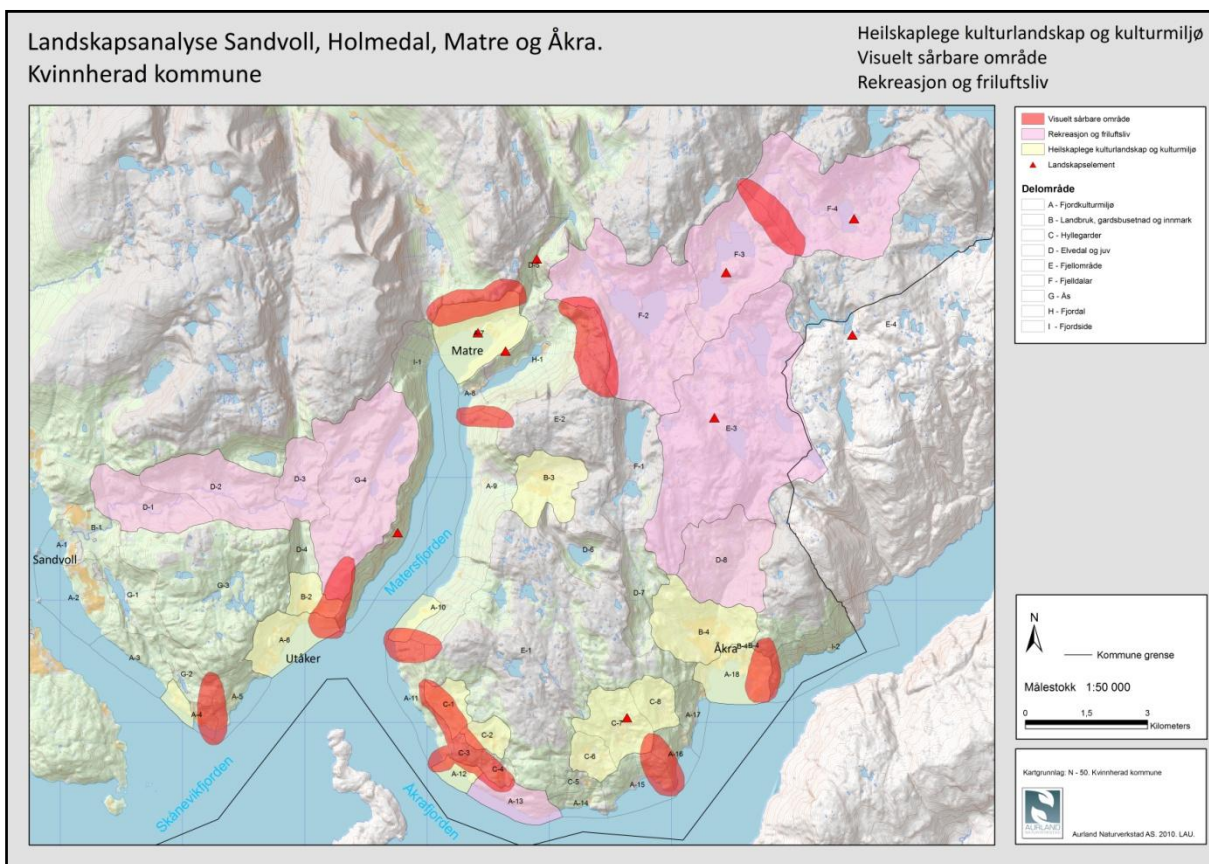 Landskapsanalyse Sandvoll, Holmedal, Matre og Åkra.
Kvinnherad kommune
Heilskaplege kulturlandskap og kulturmiljø
Visuelt sårbare område
Rekreasjon og friluftsliv
Visuelt sårbare område
Rekreasjon og friluftsliv
Heilskaplege kulturlandskap og kulturmiljø
Landskapselement
Delområde
A - Fjordkulturmiljø
B - Landbruk, gardsbusetnad og innmark
C - Hyllegarder
D - Elvedal og juv
E - Fjellområde
F - Fjelldalar
G - Ås
H - Fjordal
I - Fjordside
F-4
F-3
F-2
E-4
Matre
H-1
I-1
A-8
E-2
E-3
F-1
B-3
A-9
G-4
D-3
D-2
D-1
B-1
A-1
Sandvoll
A-2
G-1
G-3
D-4
B-2
A-6
Utåker
A-3
G-2
A-4
A-5
Matersfjorden
D-6
D-7
D-8
B-4
Åkra
B-4
A-18
I-2
A-10
E-1
A-11
C-1
C-2
C-3
C-4
A-12
A-13
C-5
A-14
A-15
C-6
C-7
C-8
A-17
A-16
Skånevikfjorden
Åkrafjorden
N
Kommune grense
Målestokk 1:50 000
0 1,5 3
Kilometers
Kartgrunnlag: N - 50. Kvinnherad kommune
AURLAND
Aurland Naturverkstad AS. 2010. LAU.